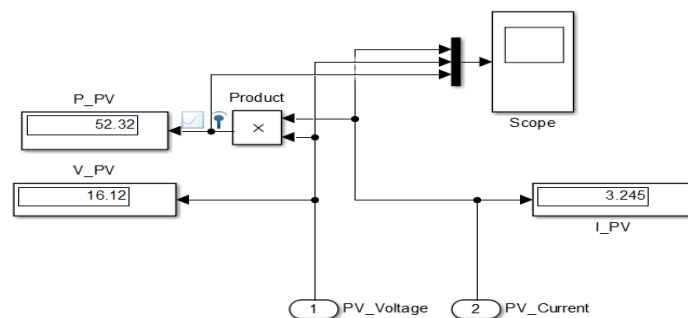 P_PV
Product
52.32
×
Scope
V_PV
16.12
3.245
I_PV
1
PV_Voltage
2
PV_Current